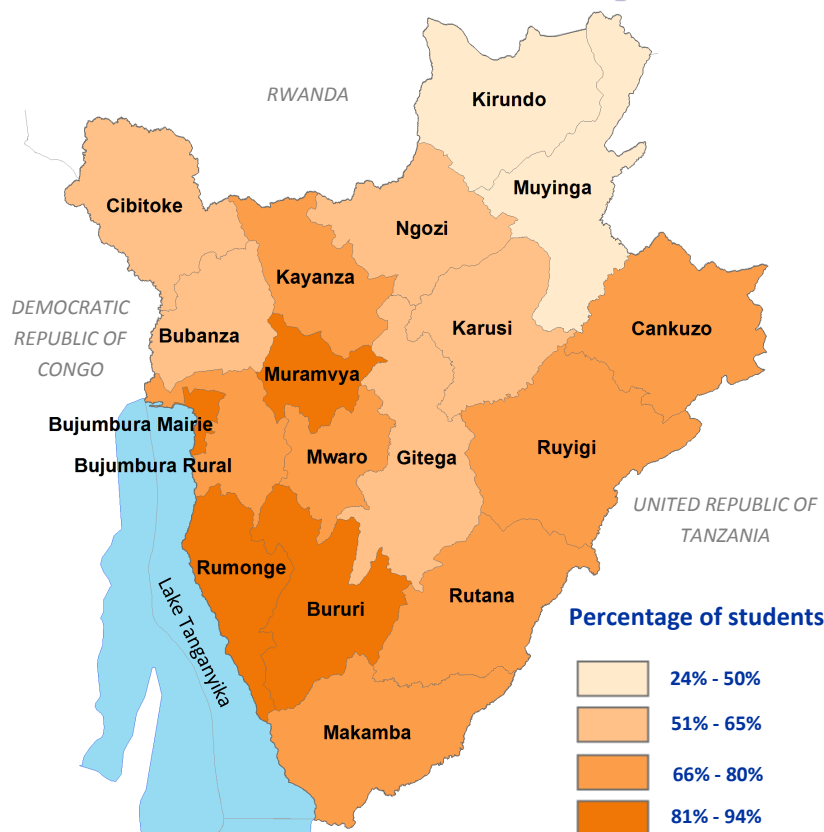 RWANDA
Kirundo
Muyinga
Cibitoke
Ngozi
Kayanza
DEMOCRATIC
REPUBLIC OF
CONGO
Bubanza
Karusi
Cankuzo
Muramvya
Bujumbura Mairie
Bujumbura Rural
Mwaro
Gitega
Ruyigi
UNITED REPUBLIC OF
TANZANIA
Rumonge
Bururi
Rutana
Lake Tanganyika
Makamba
Percentage of students
24% - 50%
51% - 65%
66% - 80%
81% - 94%